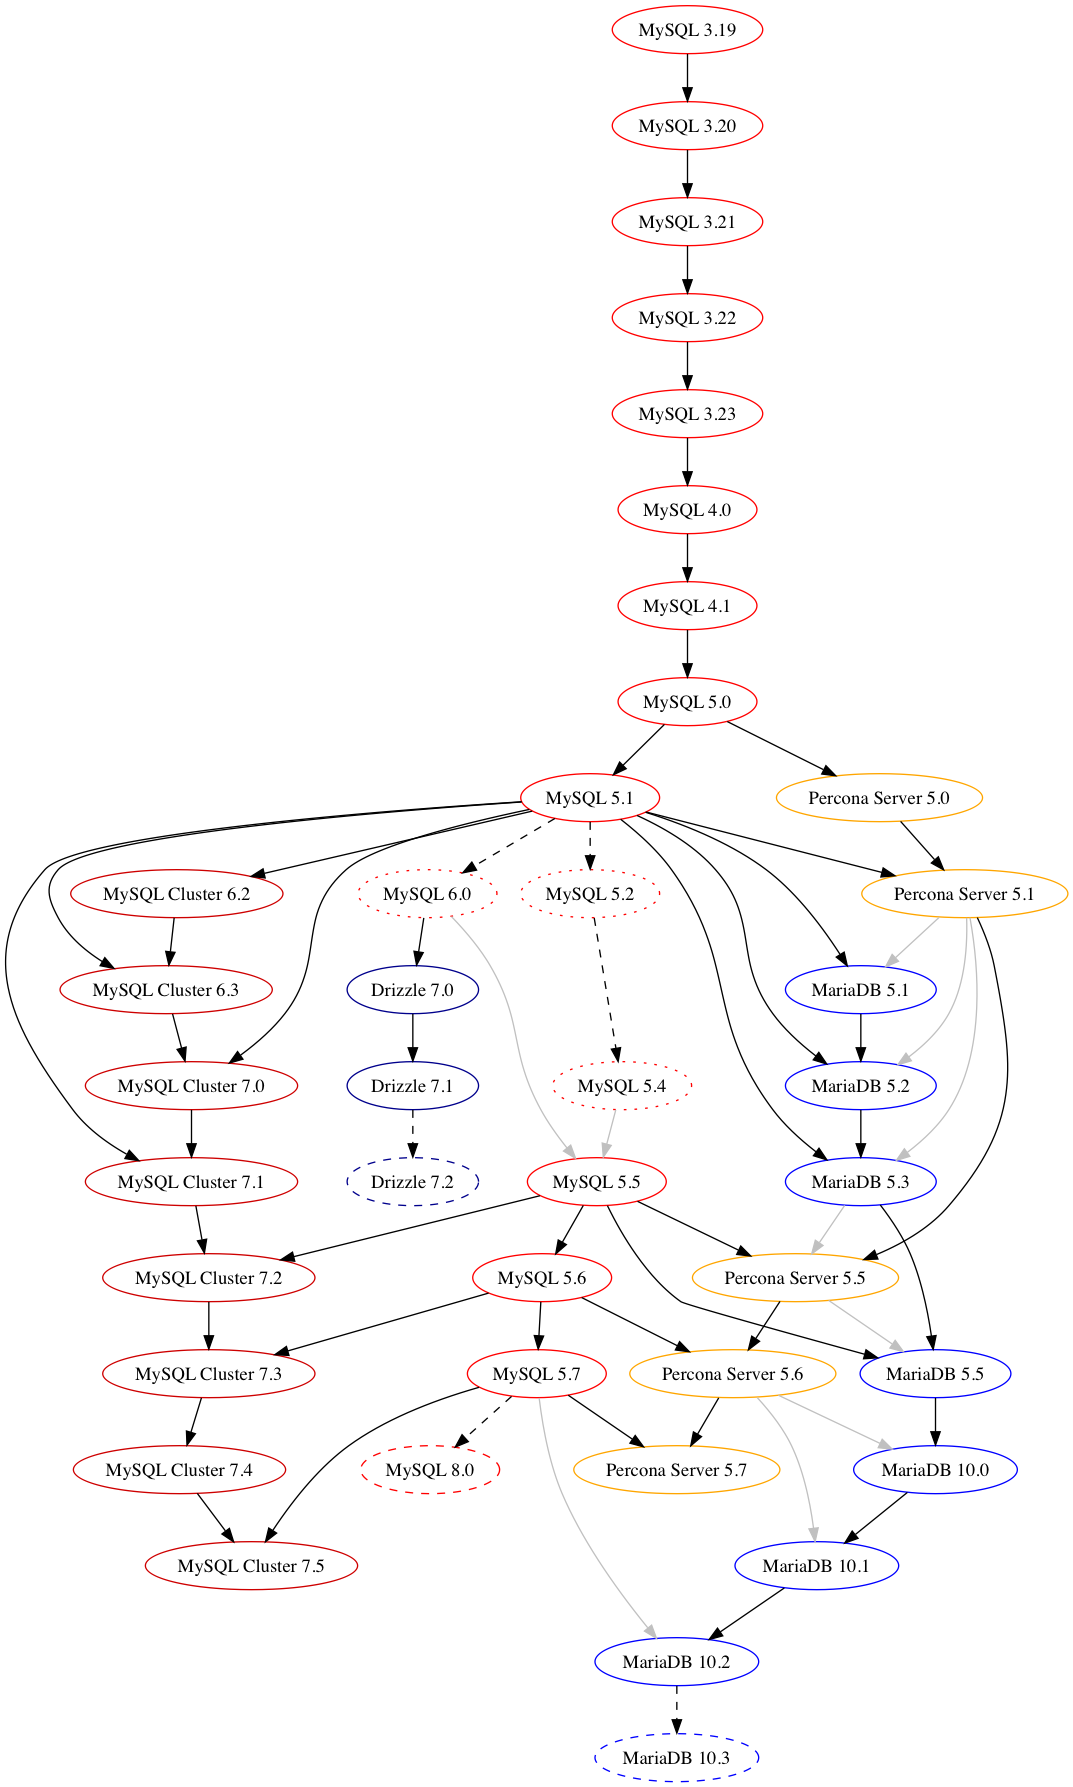 MySQL 3.19
MySQL 3.20
MySQL 3.21
MySQL 3.22
MySQL 3.23
MySQL 4.0
MySQL 4.1
MySQL 5.0
MySQL 5.1
Percona Server 5.0
MySQL Cluster 6.2
MySQL 6.0
MySQL 5.2
Percona Server 5.1
MySQL Cluster 6.3
Drizzle 7.0
MariaDB 5.1
MySQL Cluster 7.0
Drizzle 7.1
MySQL 5.4
MariaDB 5.2
MySQL Cluster 7.1
Drizzle 7.2
MySQL 5.5
MariaDB 5.3
MySQL Cluster 7.2
MySQL 5.6
Percona Server 5.5
MySQL Cluster 7.3
MySQL 5.7
Percona Server 5.6
MariaDB 5.5
MySQL Cluster 7.4
MySQL 8.0
Percona Server 5.7
MariaDB 10.0
MySQL Cluster 7.5
MariaDB 10.1
MariaDB 10.2
MariaDB 10.3